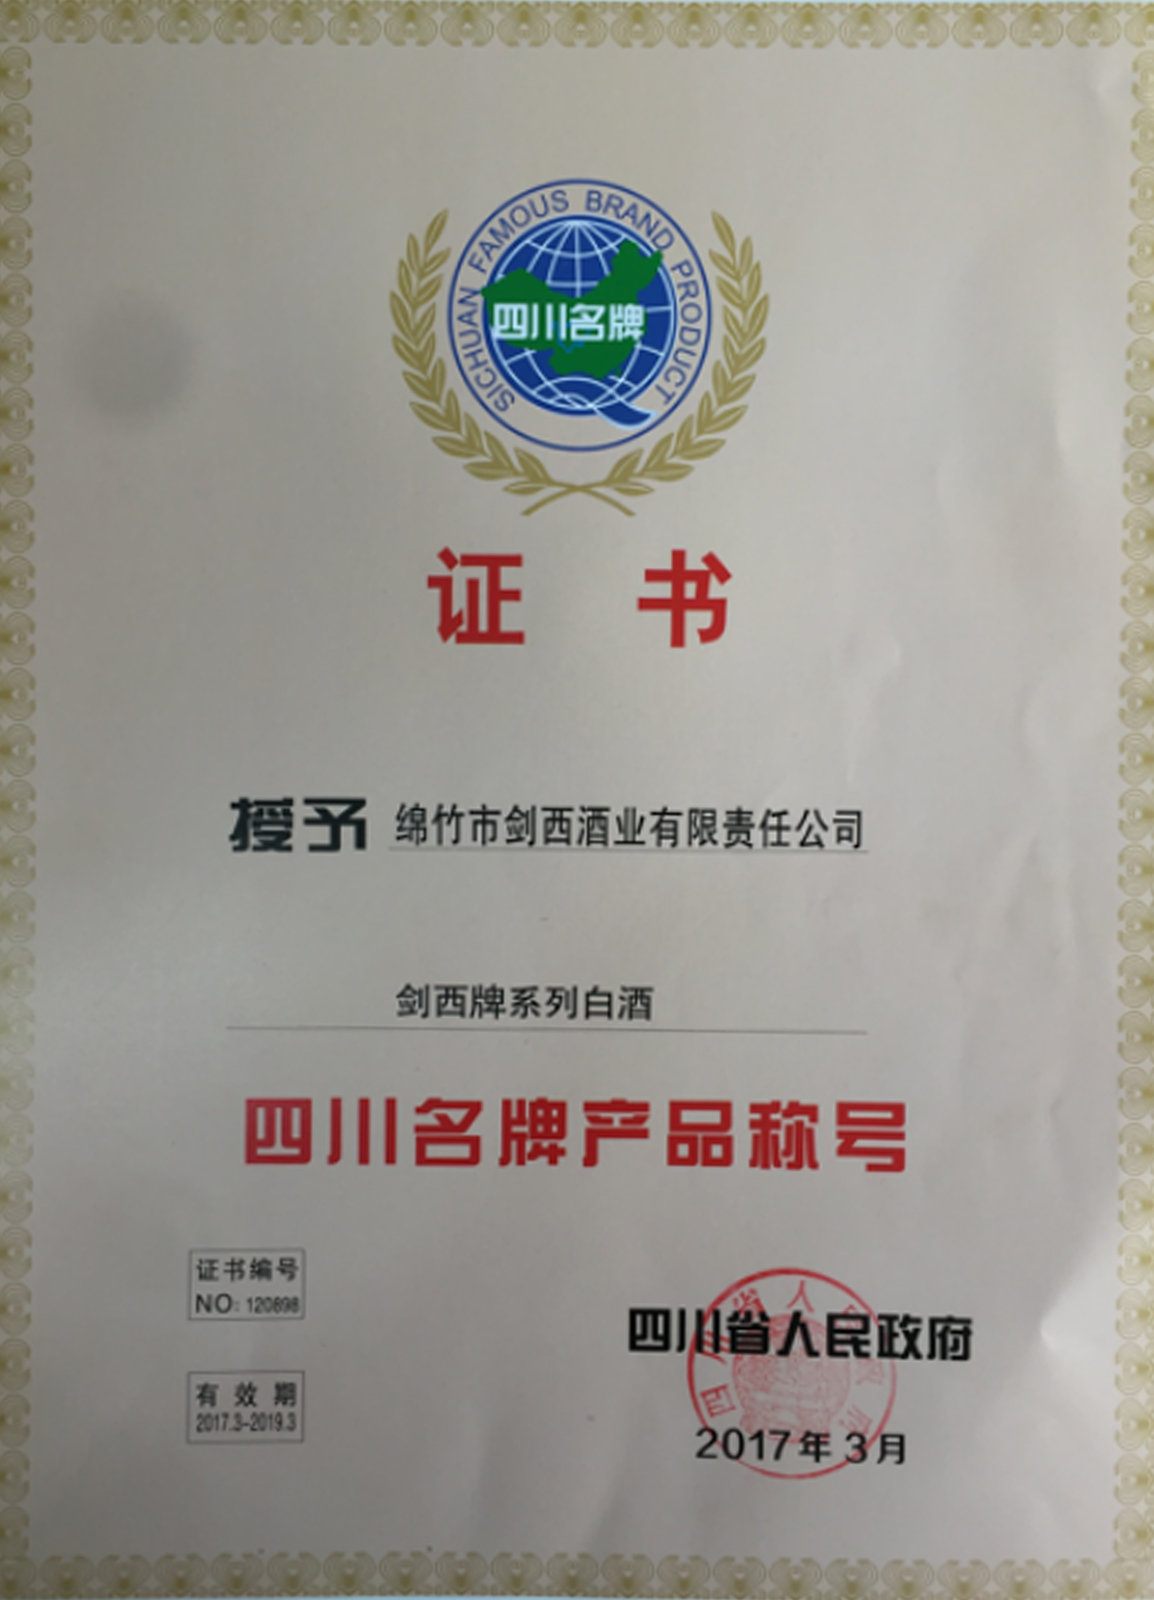 SICHUAN FAMOUS BRAND PRODUCT
四川名牌
证 书
授予 绵竹市剑西酒业有限责任公司
剑西牌系列白酒
四川名牌产品称号
证书编号
NO: 120898
有效期
2017.3-2019.3
四川省人民政府
2017年3月